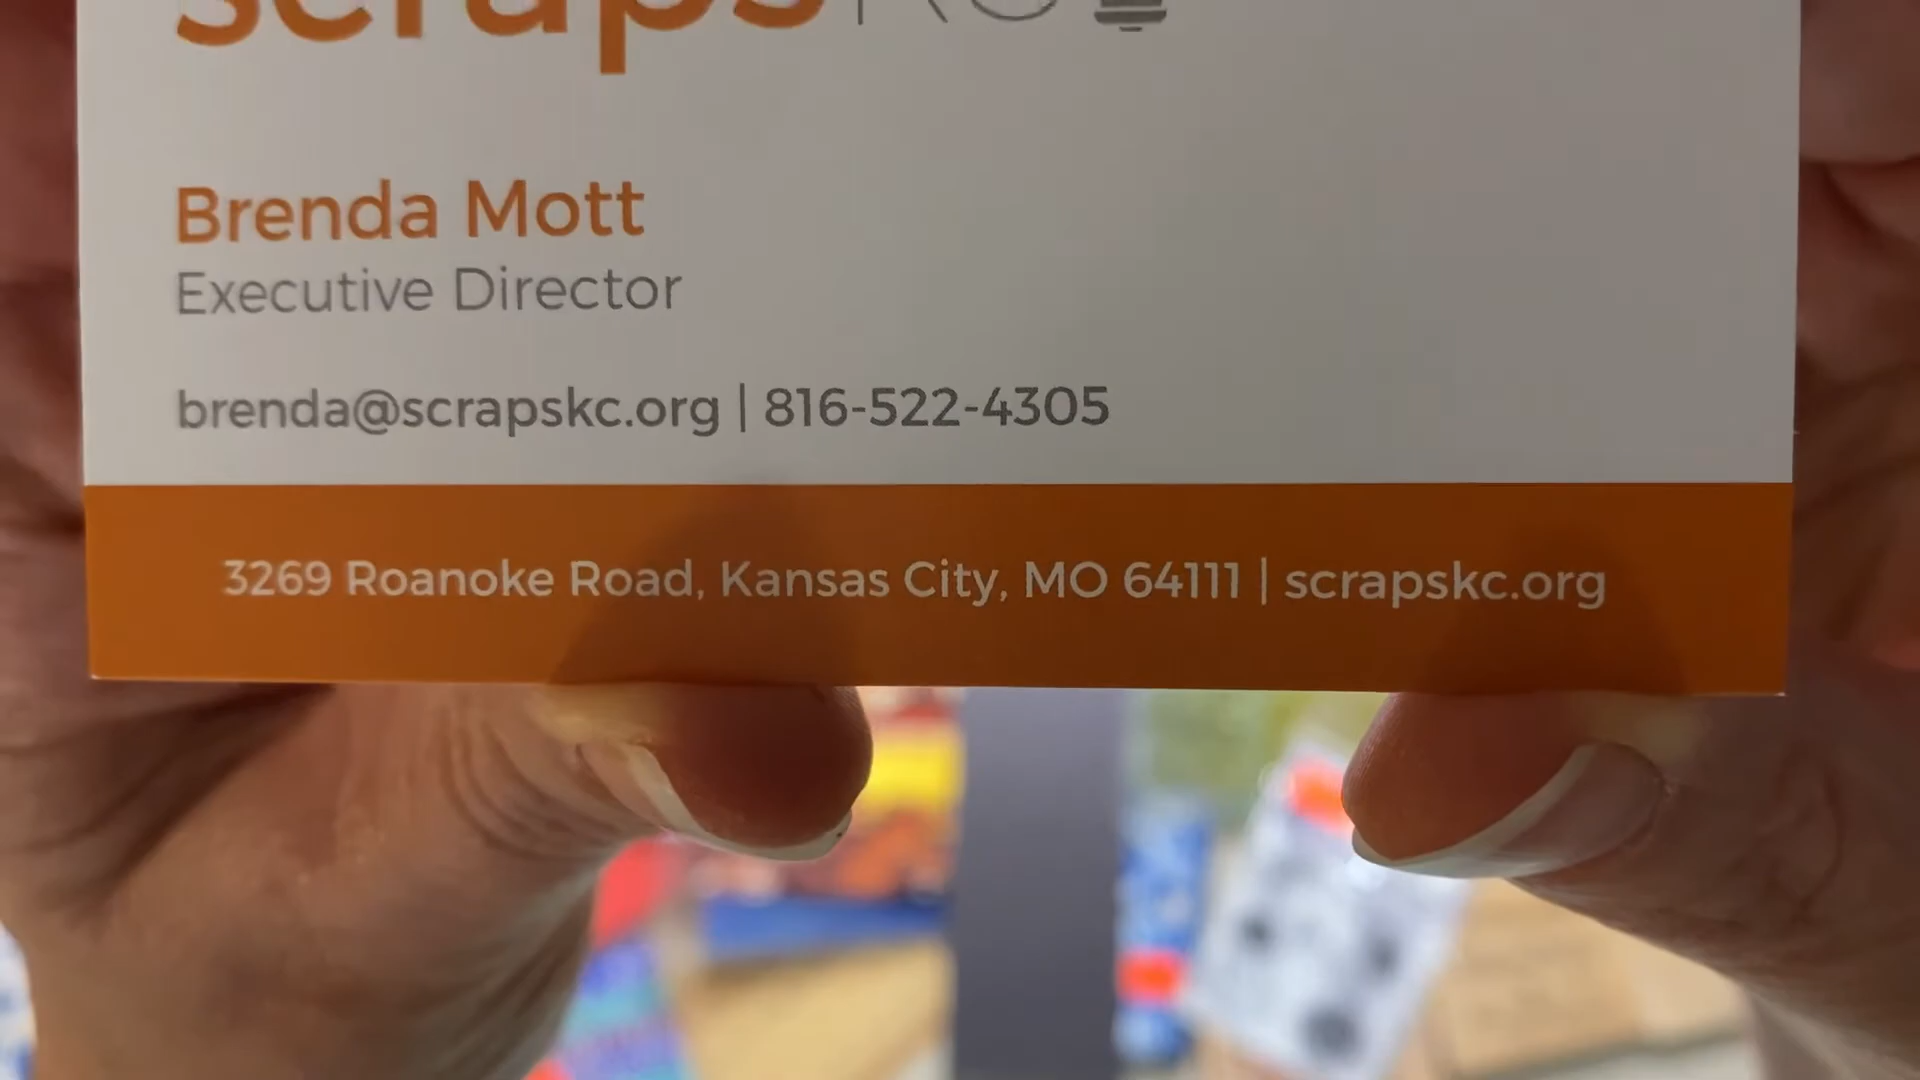 scrapsKC
Brenda Mott
Executive Director
brenda@scrapskc.org | 816-522-4305
3269 Roanoke Road, Kansas City, MO 64111 | scrapskc.org